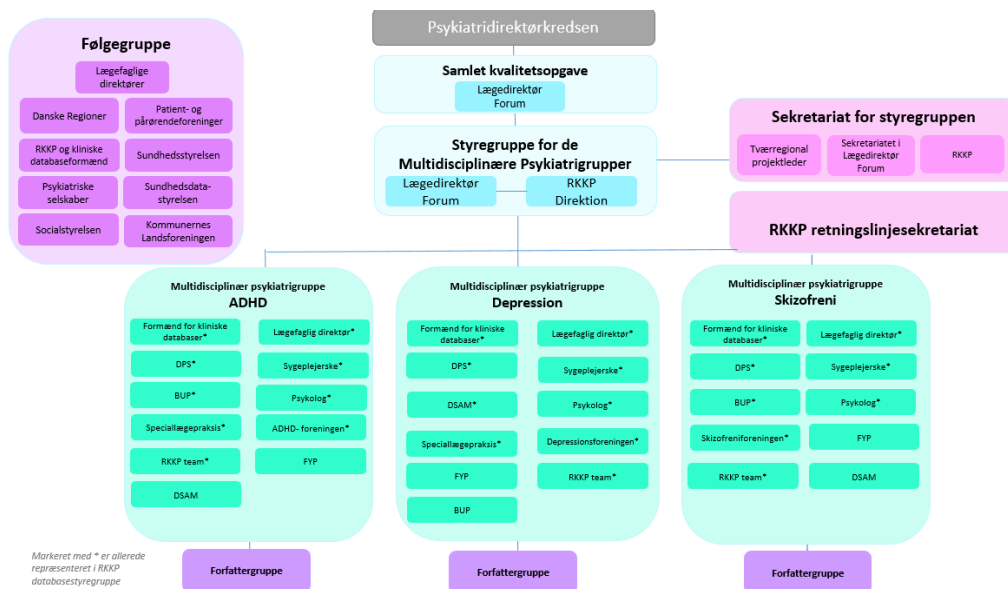 Psykiatridirektørkredsen
Følgegruppe
Lægefaglige
direktører
Danske Regioner
Patient- og
pårørendeforeninger
RKKP og kliniske
databaseformænd
Sundhedsstyrelsen
Psykiatriske
selskaber
Sundhedsdata-
styrelsen
Socialstyrelsen
Kommunernes
Landsforeningen
Samlet kvalitetsopgave
Lægedirektør
Forum
Styregruppe for de
Multidisciplinære Psykiatrigrupper
Lægedirektør
Forum
RKKP
Direktion
Sekretariat for styregruppen
Tværregional
projektleder
Sekretariatet i
Lægedirektør
Forum
RKKP
RKKP retningslinjesekretariat
Multidisciplinær psykiatrigruppe
ADHD
Formænd for kliniske
databaser*
Lægefaglig direktør*
DPS*
Sygeplejerske*
BUP*
Psykolog*
Speciallægepraksis*
ADHD- foreningen*
RKKP team*
FYP
DSAM
Forfattergruppe
Multidisciplinær psykiatrigruppe
Depression
Formænd for kliniske
databaser*
Lægefaglig direktør*
DPS*
Sygeplejerske*
DSAM*
Psykolog*
Speciallægepraksis*
Depressionsforeningen*
FYP
RKKP team*
BUP
Forfattergruppe
Multidisciplinær psykiatrigruppe
Skizofreni
Formænd for kliniske
databaser*
Lægefaglig direktør*
DPS*
Sygeplejerske*
BUP*
Psykolog*
Skizofreniforeningen*
FYP
RKKP team*
DSAM
Forfattergruppe
Markeret med * er allerede
repræsenteret i RKKP
databasestyregruppe